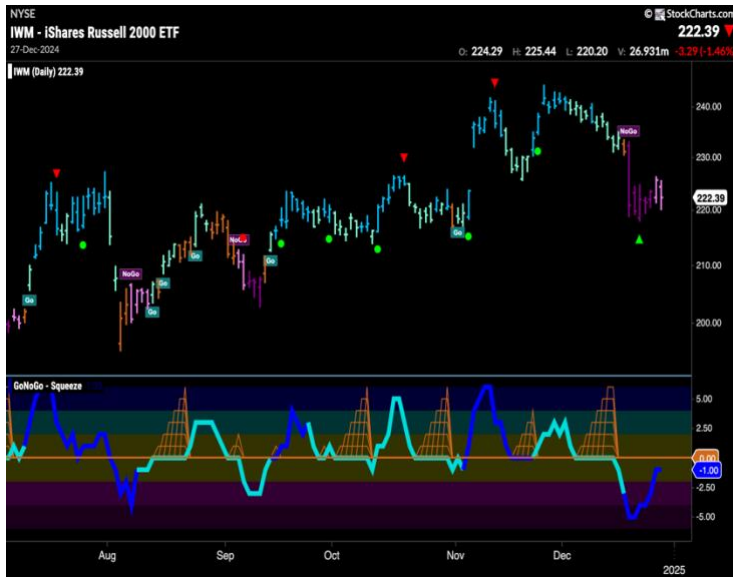 NYSE
© StockCharts.com
IWM - iShares Russell 2000 ETF
222.39
27-Dec-2024
O: 224.29 H: 225.44 L: 220.20 V: 26.931m -3.29 (-1.46%)
IWM (Daily) 222.39
240.00
230.00
222.39
220.00
210.00
200.00
NoGo
NoGo
NoGo
Go
Go
Go
Go
Go
Go
GoNoGo - Squeeze
5.00
2.50
0.00
-1.00
-2.50
-5.00
Aug Sep Oct Nov Dec
2025